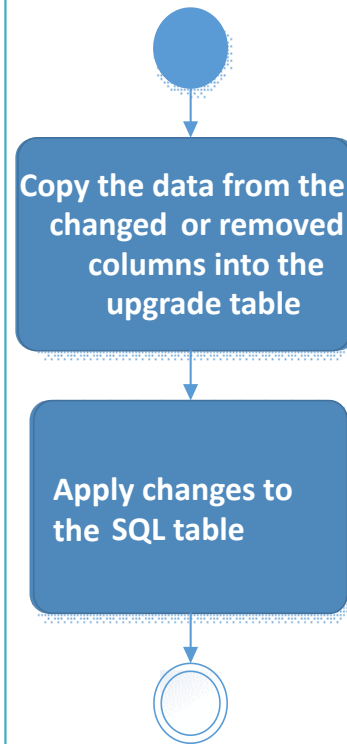 Copy the data from the
changed or removed
columns into the
upgrade table
Apply changes to
the SQL table